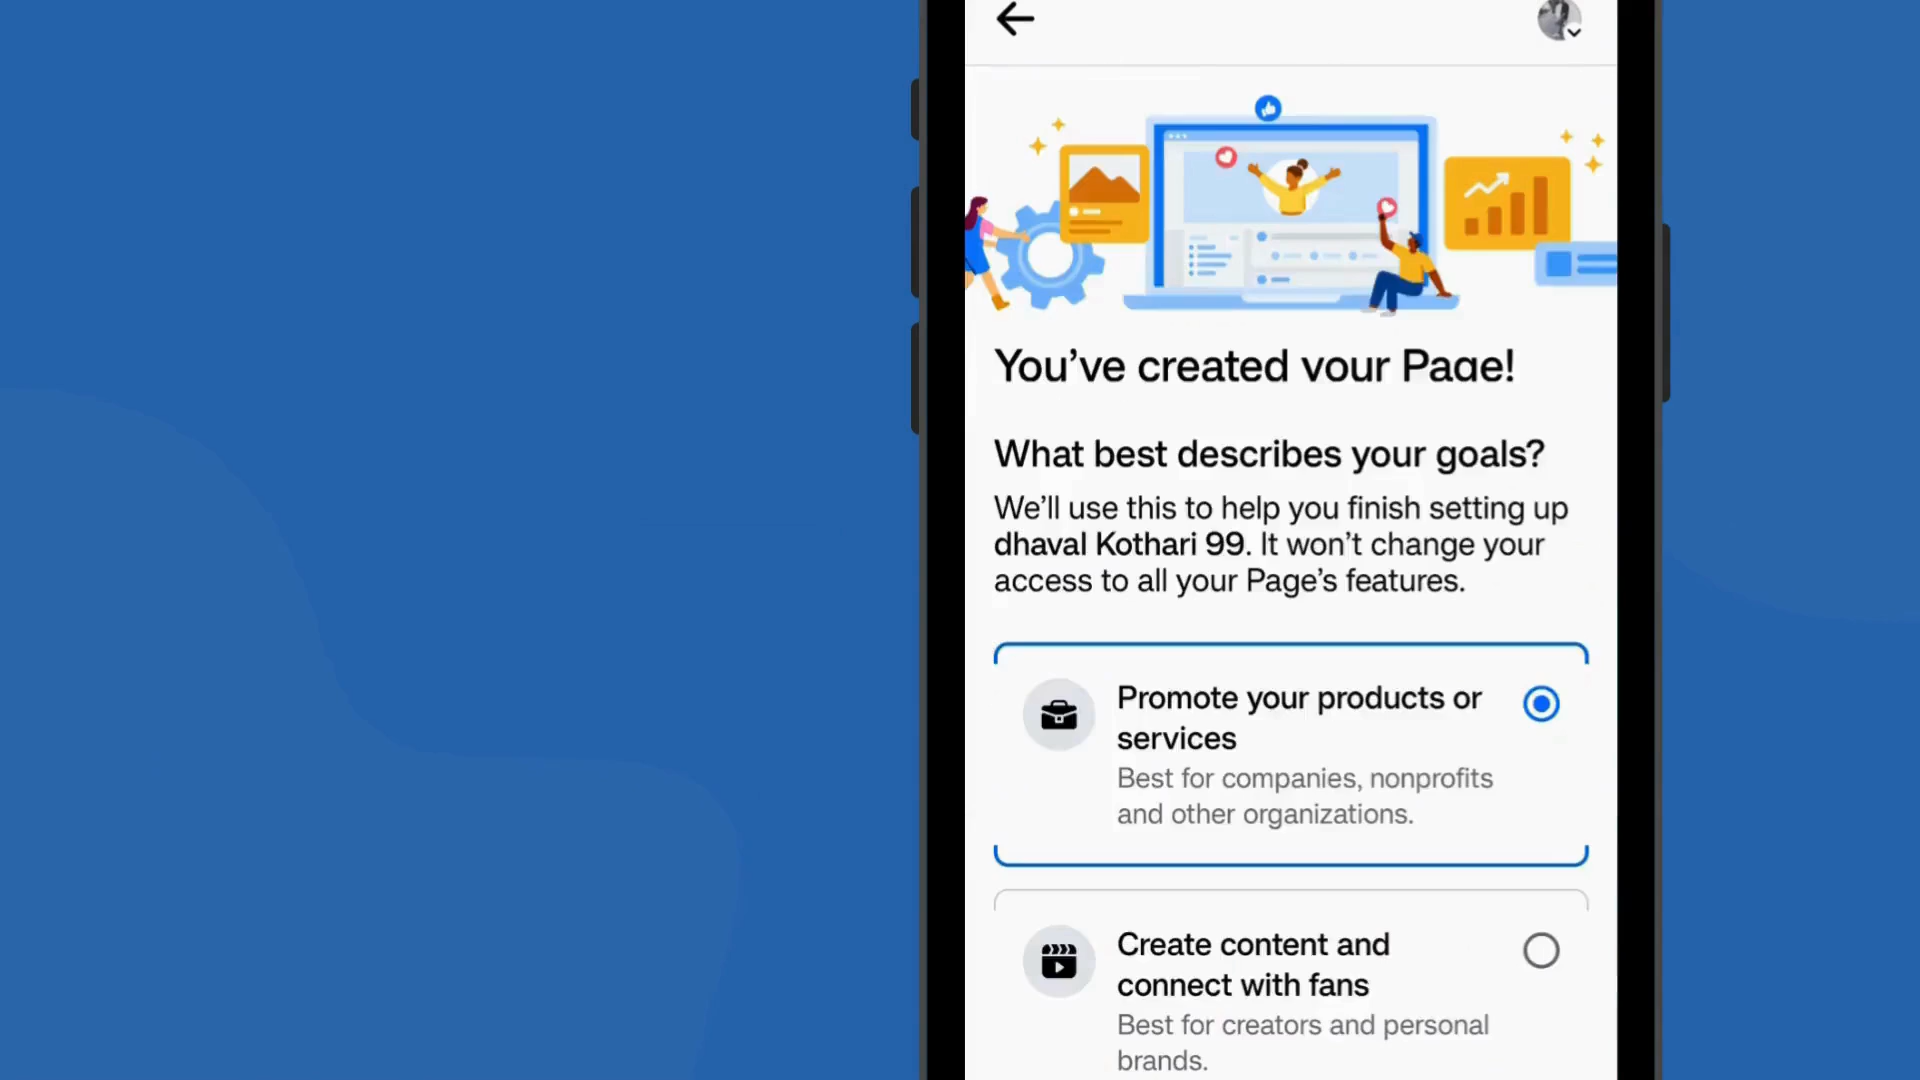 You've created your Page!
What best describes your goals?
We'll use this to help you finish setting up
dhaval Kothari 99. It won't change your
access to all your Page's features.
Promote your products or
services
Best for companies, nonprofits
and other organizations.
Create content and
connect with fans
Best for creators and personal
brands.